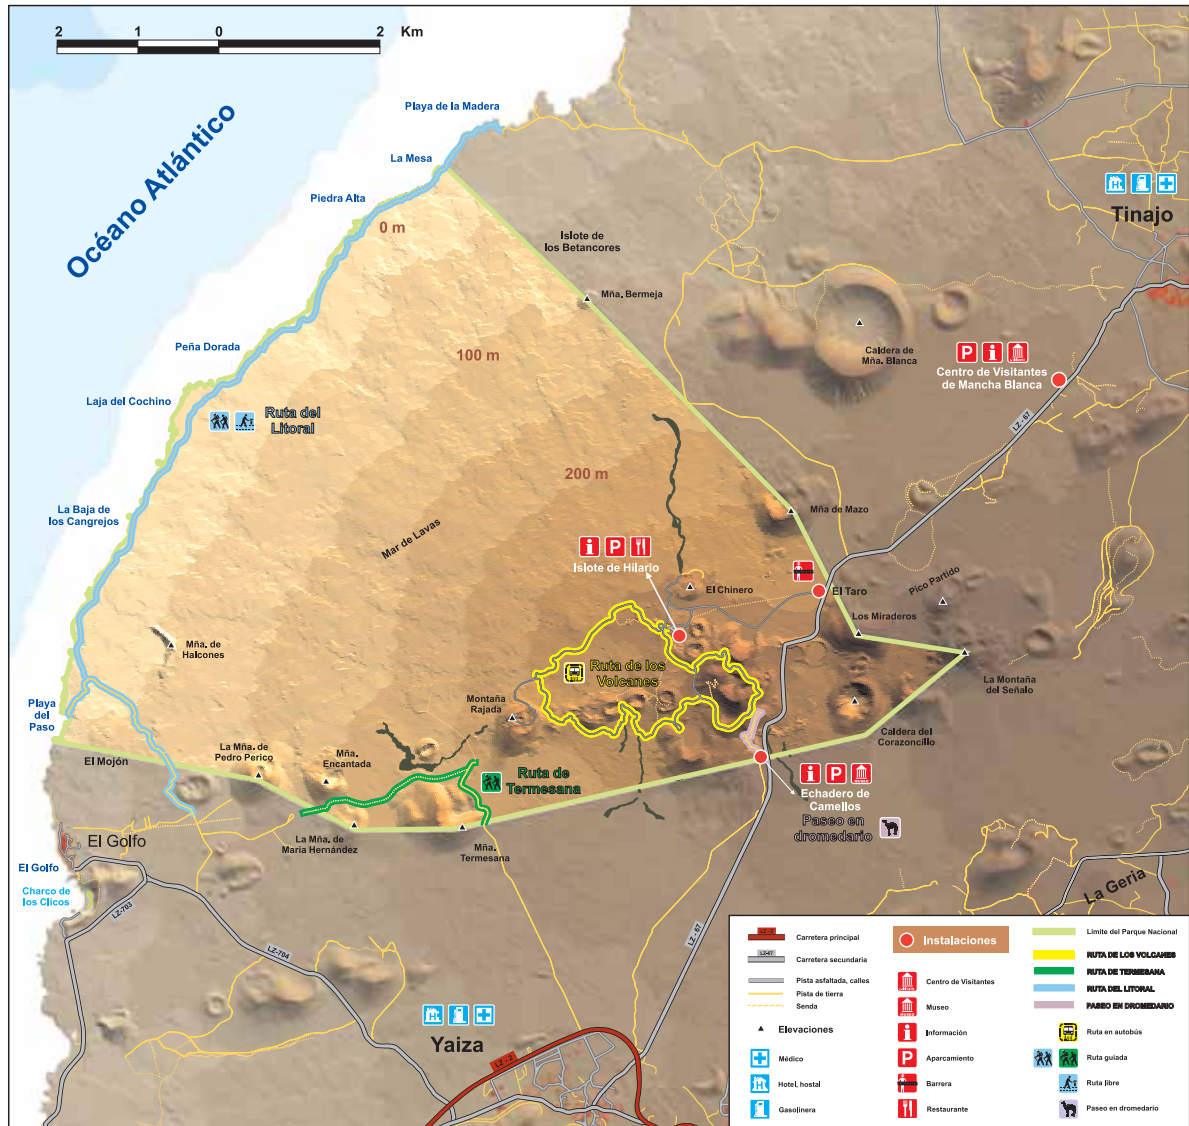 2 1 0 2 Km
Océano Atlántico
Playa de la Madera
La Mesa
Piedra Alta
0 m
Islote de
los Betancores
Tinajo
Mña. Bermeja
Peña Dorada
100 m
Caldera de
Mña. Blanca
Centro de Visitantes
de Mancha Blanca
Laja del Cochino
Ruta del
Litoral
LZ - 67
200 m
La Baja de
los Cangrejos
Mar de Lavas
Mña de Mazo
Islote de Hilario
El Chinero
El Taro
Pico Partido
Los Miraderos
Mña. de
Halcones
Ruta de los
Volcanes
La Montaña
del Señalo
Montaña
Rajada
Playa
del
Paso
Caldera del
Corazoncillo
El Mojón
La Mña. de
Pedro Perico
Mña.
Encantada
Ruta de
Termesana
Echadero de
Camellos
Paseo en
dromedario
La Mña. de
María Hernández
Mña.
Termesana
El Golfo
El Golfo
Charco de
los Clicos
LZ-703
LZ-704
LZ - 67
La Geria
Yaiza
LZ - 2
LZ - 2
Carretera principal
LZ-67
Carretera secundaria
Pista asfaltada, calles
Pista de tierra
Senda
Elevaciones
Médico
Hotel, hostal
Gasolinera
Instalaciones
Centro de Visitantes
Museo
Información
Aparcamiento
Barrera
Restaurante
Límite del Parque Nacional
RUTA DE LOS VOLCANES
RUTA DE TERMESANA
RUTA DEL LITORAL
PASEO EN DROMEDARIO
Ruta en autobús
Ruta guiada
Ruta libre
Paseo en dromedario